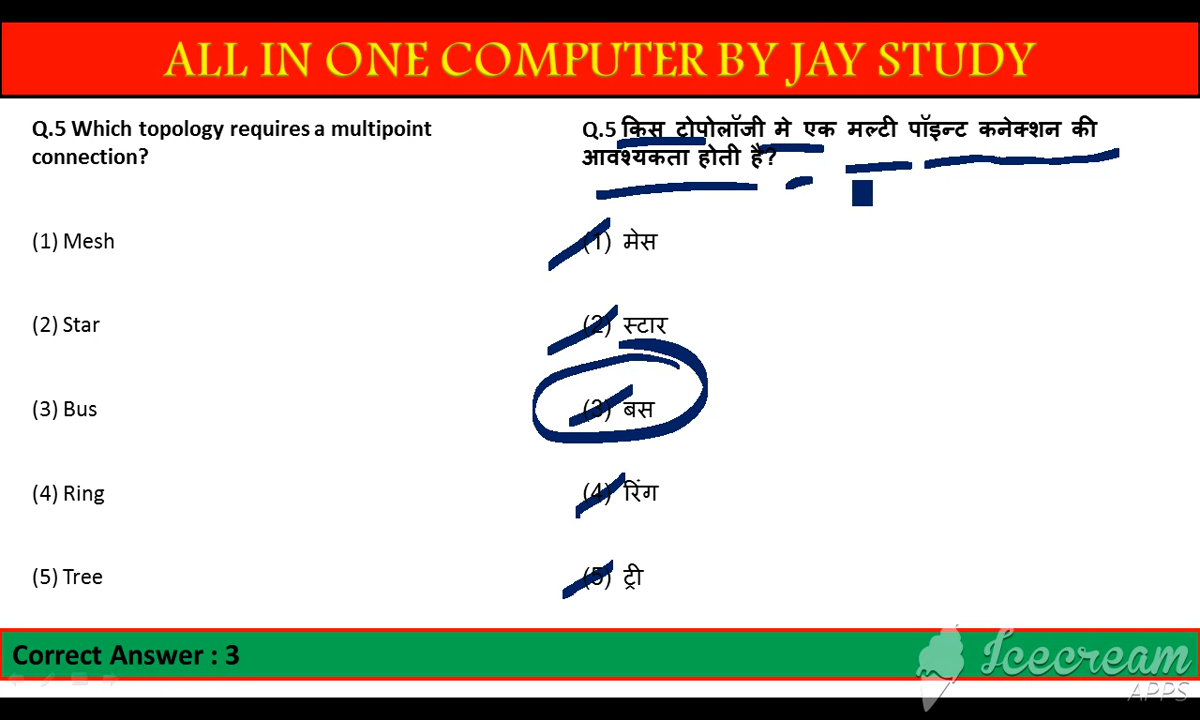 ALL IN ONE COMPUTER BY JAY STUDY
Q.5 Which topology requires a multipoint
connection?
(1) Mesh
(2) Star
(3) Bus
(4) Ring
(5) Tree
Q.5 किस टोपोलॉजी मे एक मल्टी पॉइन्ट कनेक्शन की
आवश्यकता होती है?
(1) मेस
(2) स्टार
(3) बस
(4) रिंग
(5) ट्री
Correct Answer : 3
Icecream
APPS